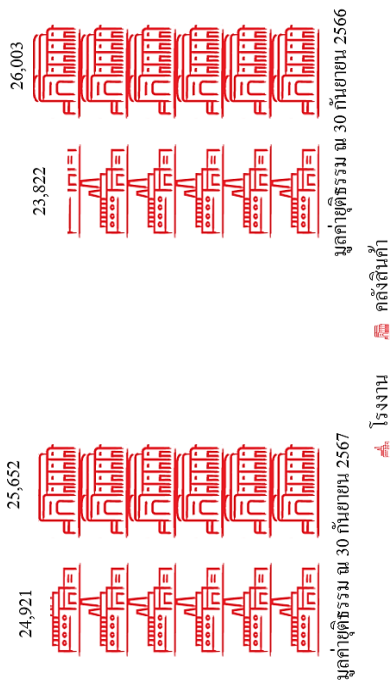 24,921
25,652
มูลค่ายุติธรรม ณ 30 กันยายน 2567
23,822
26,003
มูลค่ายุติธรรม ณ 30 กันยายน 2566
โรงงาน
คลังสินค้า